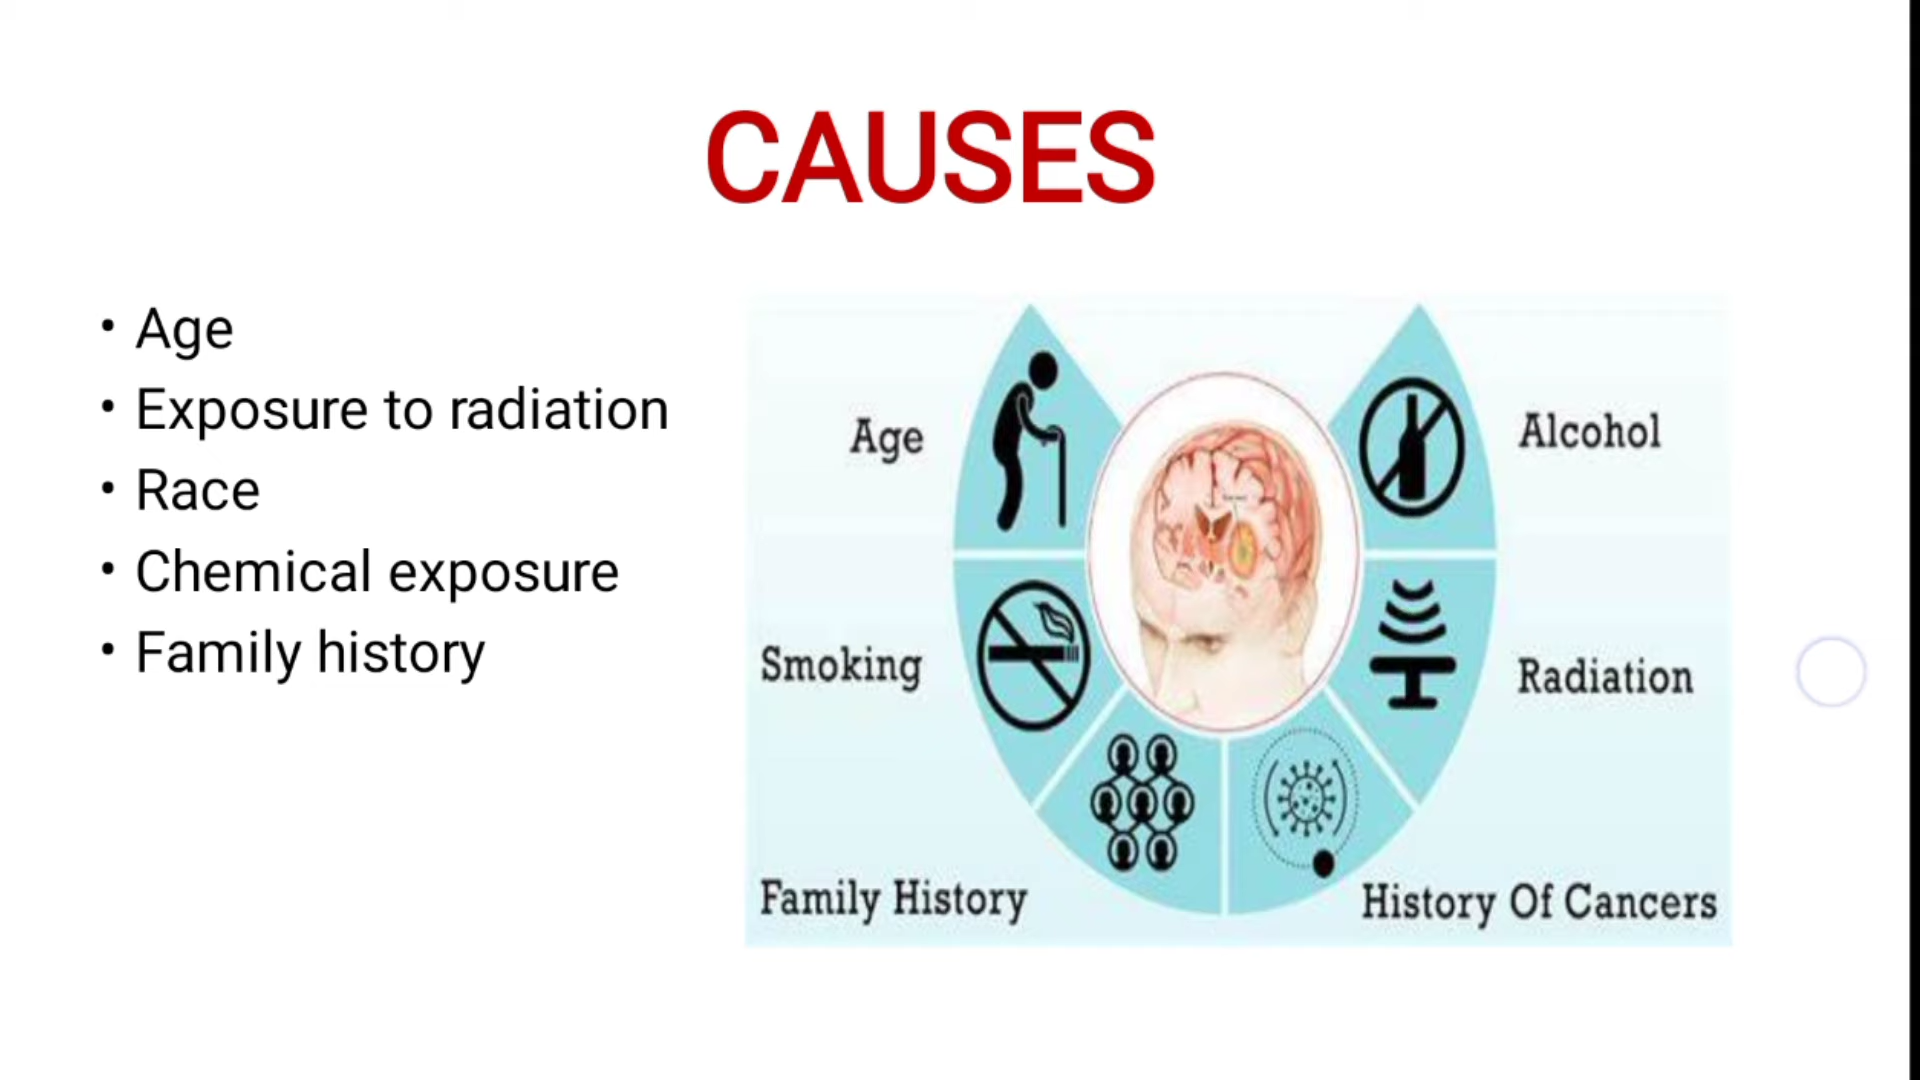 CAUSES
• Age
• Exposure to radiation
• Race
• Chemical exposure
• Family history
Age
Alcohol
Smoking
Radiation
Family History
History Of Cancers